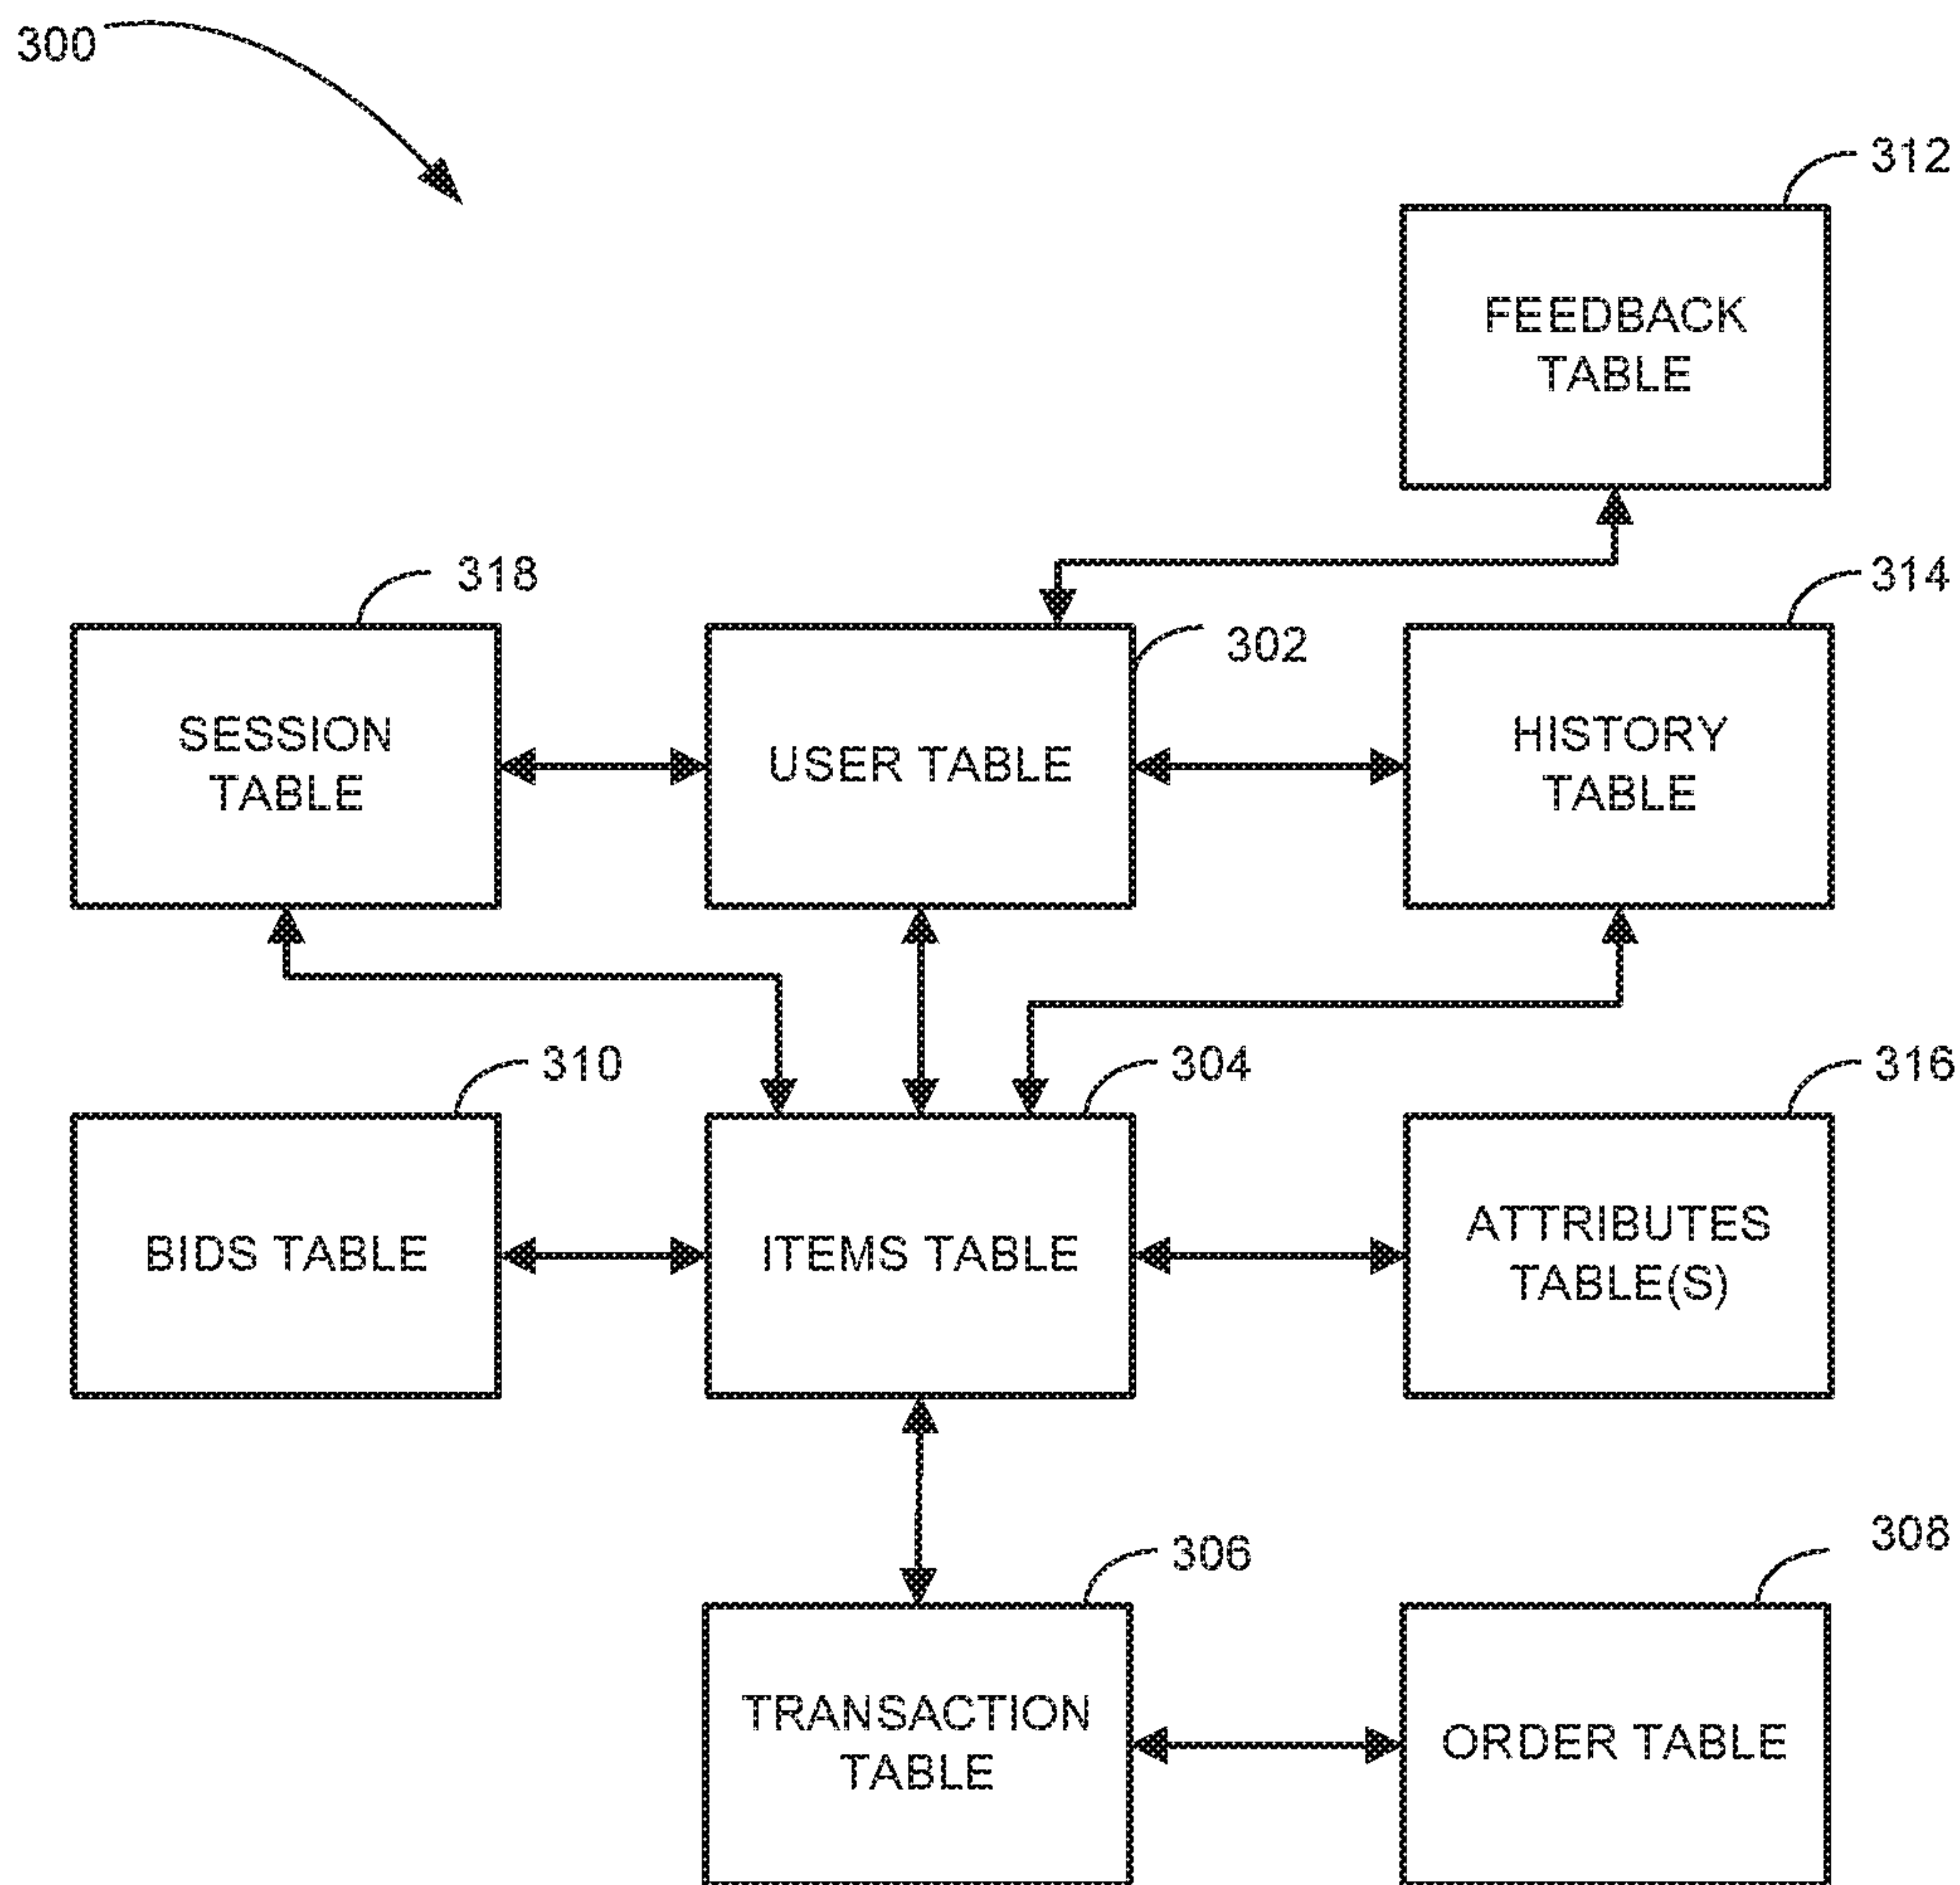 300
312
FEEDBACK
TABLE
318
302
314
SESSION
TABLE
USER TABLE
HISTORY
TABLE
310
304
316
BIDS TABLE
ITEMS TABLE
ATTRIBUTES
TABLE(S)
306
308
TRANSACTION
TABLE
ORDER TABLE